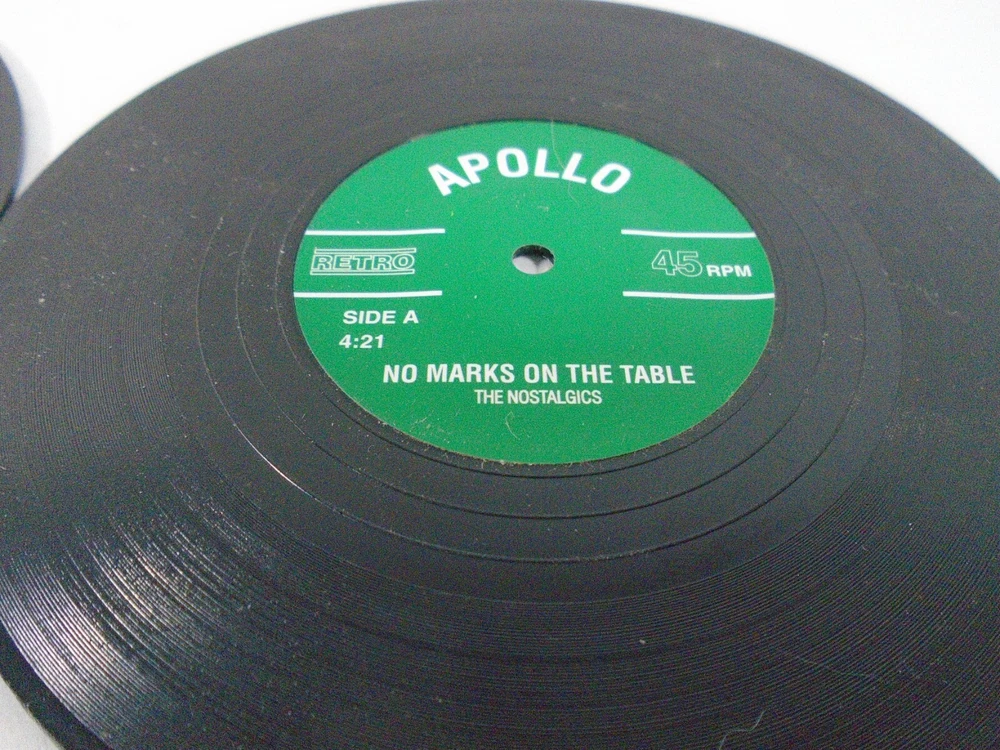 APOLLO
RETRO
45 RPM
SIDE A
4:21
NO MARKS ON THE TABLE
THE NOSTALGICS